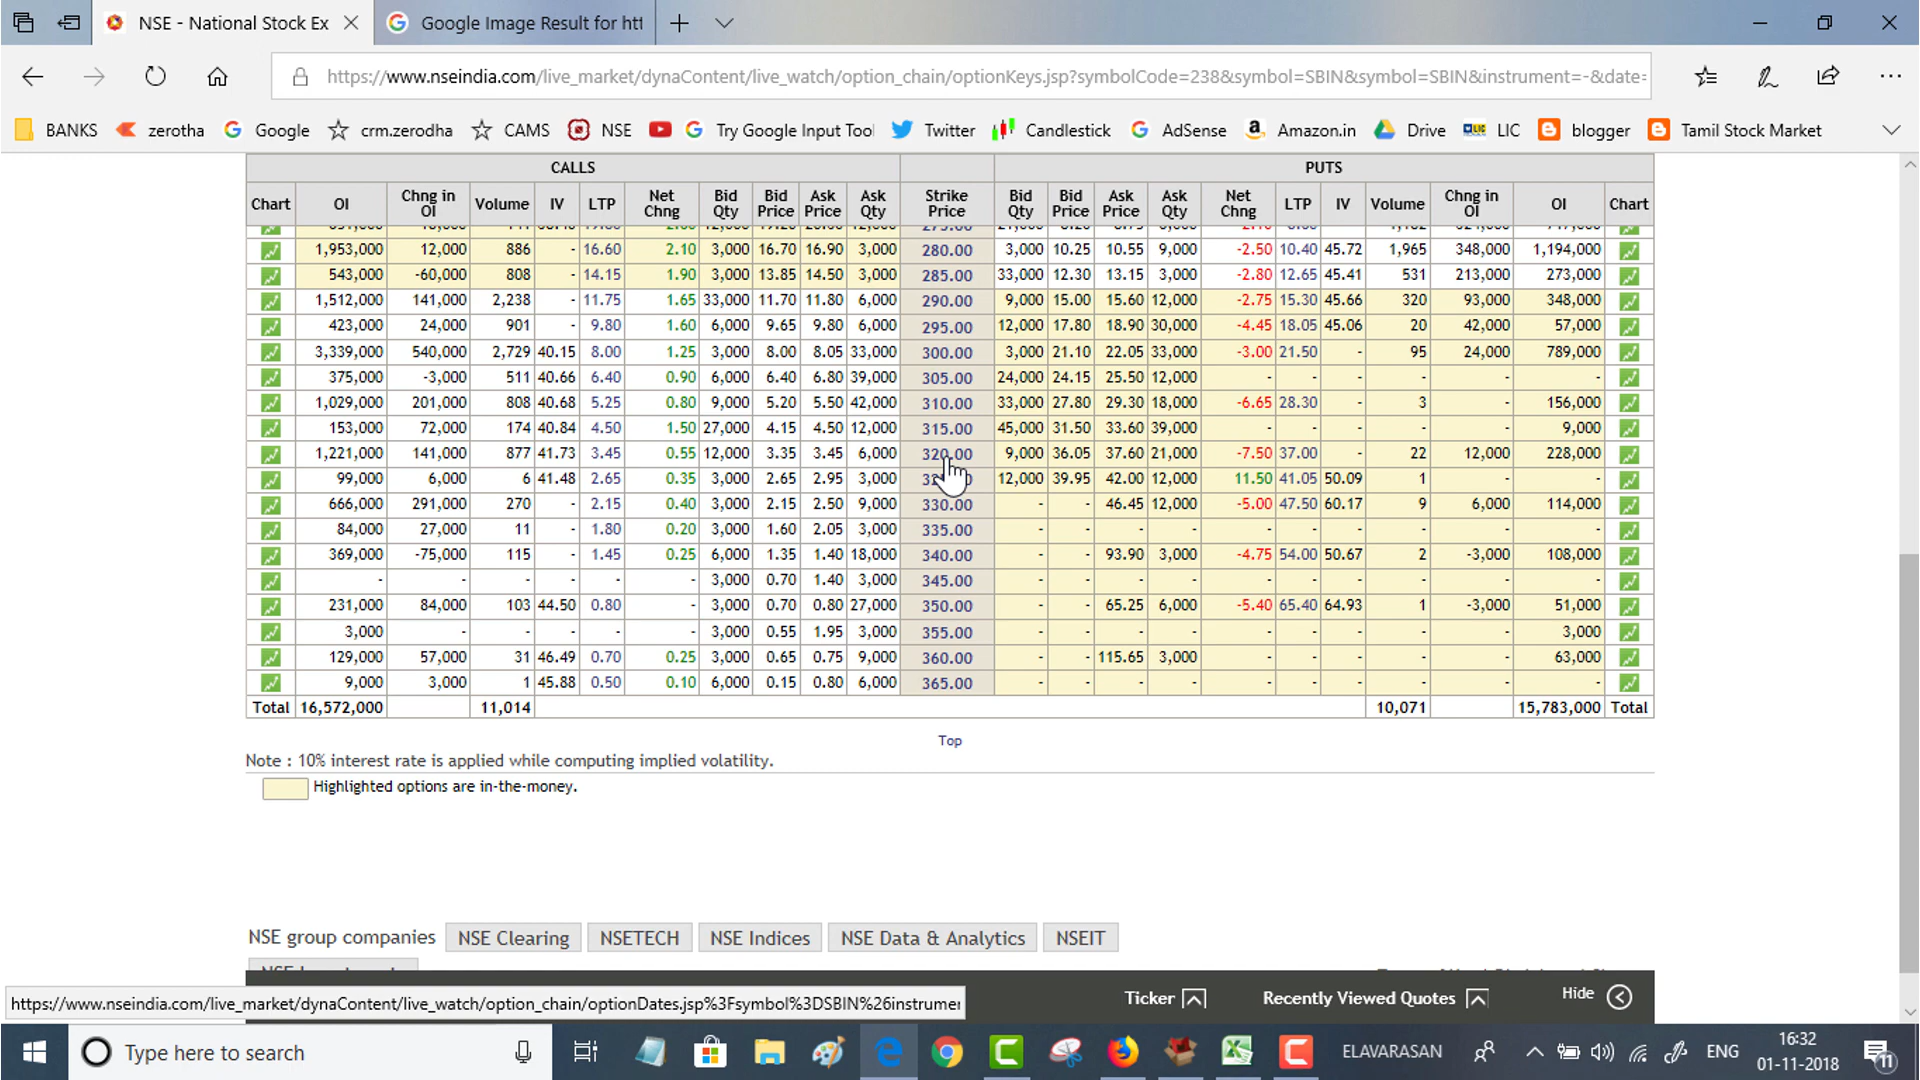 NSE - National Stock Ex
Google Image Result for htt
https://www.nseindia.com/live_market/dynaContent/live_watch/option_chain/optionKeys.jsp?symbolCode=238&symbol=SBIN&symbol=SBIN&instrument=-&date=
BANKS zerotha Google crm.zerodha CAMS NSE Try Google Input Tool Twitter Candlestick AdSense Amazon.in Drive LIC blogger Tamil Stock Market
CALLS PUTS
Chart OI Chng in OI Volume IV LTP Net Chng Bid Qty Bid Price Ask Price Ask Qty Strike Price Bid Qty Bid Price Ask Price Ask Qty Net Chng LTP IV Volume Chng in OI OI Chart
1,953,000 12,000 886 - 16.60 2.10 3,000 16.70 16.90 3,000 280.00 3,000 10.25 10.55 9,000 -2.50 10.40 45.72 1,965 348,000 1,194,000
543,000 -60,000 808 - 14.15 1.90 3,000 13.85 14.50 3,000 285.00 33,000 12.30 13.15 3,000 -2.80 12.65 45.41 531 213,000 273,000
1,512,000 141,000 2,238 - 11.75 1.65 33,000 11.70 11.80 6,000 290.00 9,000 15.00 15.60 12,000 -2.75 15.30 45.66 320 93,000 348,000
423,000 24,000 901 - 9.80 1.60 6,000 9.65 9.80 6,000 295.00 12,000 17.80 18.90 30,000 -4.45 18.05 45.06 20 42,000 57,000
3,339,000 540,000 2,729 40.15 8.00 1.25 3,000 8.00 8.05 33,000 300.00 3,000 21.10 22.05 33,000 -3.00 21.50 - 95 24,000 789,000
375,000 -3,000 511 40.66 6.40 0.90 6,000 6.40 6.80 39,000 305.00 24,000 24.15 25.50 12,000 - - - - - -
1,029,000 201,000 808 40.68 5.25 0.80 9,000 5.20 5.50 42,000 310.00 33,000 27.80 29.30 18,000 -6.65 28.30 - 3 - 156,000
153,000 72,000 174 40.84 4.50 1.50 27,000 4.15 4.50 12,000 315.00 45,000 31.50 33.60 39,000 - - - - - 9,000
1,221,000 141,000 877 41.73 3.45 0.55 12,000 3.35 3.45 6,000 320.00 9,000 36.05 37.60 21,000 -7.50 37.00 - 22 12,000 228,000
99,000 6,000 6 41.48 2.65 0.35 3,000 2.65 2.95 3,000 12,000 39.95 42.00 12,000 11.50 41.05 50.09 1 - -
666,000 291,000 270 - 2.15 0.40 3,000 2.15 2.50 9,000 330.00 - - 46.45 12,000 -5.00 47.50 60.17 9 6,000 114,000
84,000 27,000 11 - 1.80 0.20 3,000 1.60 2.05 3,000 335.00 - - - - - - - - - -
369,000 -75,000 115 - 1.45 0.25 6,000 1.35 1.40 18,000 340.00 - - 93.90 3,000 -4.75 54.00 50.67 2 -3,000 108,000
- - - - - - 3,000 0.70 1.40 3,000 345.00 - - - - - - - - - -
231,000 84,000 103 44.50 0.80 - 3,000 0.70 0.80 27,000 350.00 - - 65.25 6,000 -5.40 65.40 64.93 1 -3,000 51,000
3,000 - - - - - 3,000 0.55 1.95 3,000 355.00 - - - - - - - - - 3,000
129,000 57,000 31 46.49 0.70 0.25 3,000 0.65 0.75 9,000 360.00 - - 115.65 3,000 - - - - - 63,000
9,000 3,000 1 45.88 0.50 0.10 6,000 0.15 0.80 6,000 365.00 - - - - - - - - - -
Total 16,572,000 11,014 10,071 15,783,000 Total
Top
Note : 10% interest rate is applied while computing implied volatility.
Highlighted options are in-the-money.
NSE group companies NSE Clearing NSETECH NSE Indices NSE Data & Analytics NSEIT
https://www.nseindia.com/live_market/dynaContent/live_watch/option_chain/optionDates.jsp%3Fsymbol%3DSBIN%26instrumer
Ticker Recently Viewed Quotes Hide
Type here to search
ELAVARASAN ENG 16:32
01-11-2018
11